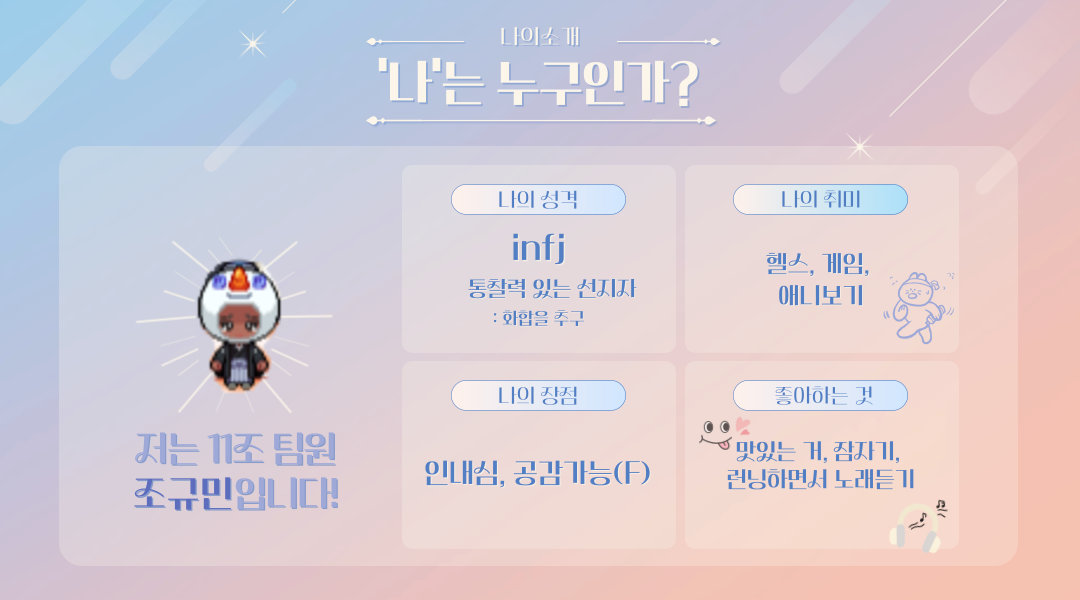 나의소개
'나'는 누구인가?
나의 성격
infj
통찰력 있는 선지자
: 화합을 추구
나의 취미
헬스, 게임,
애니보기
나의 장점
인내심, 공감가능(F)
좋아하는 것
맛있는 거, 잠자기,
런닝하면서 노래듣기
저는 11조 팀원
조규민입니다!